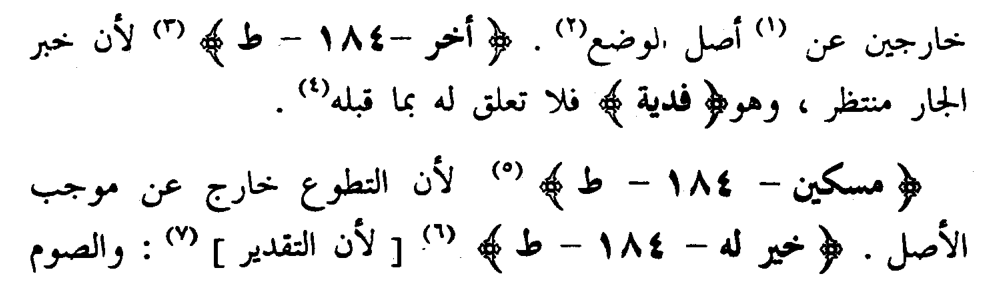 خارجين عن (١) أصل الوضع(٢) . ﴿ أخر – ١٨٤ – ط ﴾ (٣) لأن خبر
الجار منتظر ، وهو﴿ فدية ﴾ فلا تعلق له بما قبله(٤) .
﴿ مسكين – ١٨٤ – ط ﴾ (٥) لأن التطوع خارج عن موجب
الأصل . ﴿ خير له – ١٨٤ – ط ﴾ (٦) [ لأن التقدير ] (٧) : والصوم